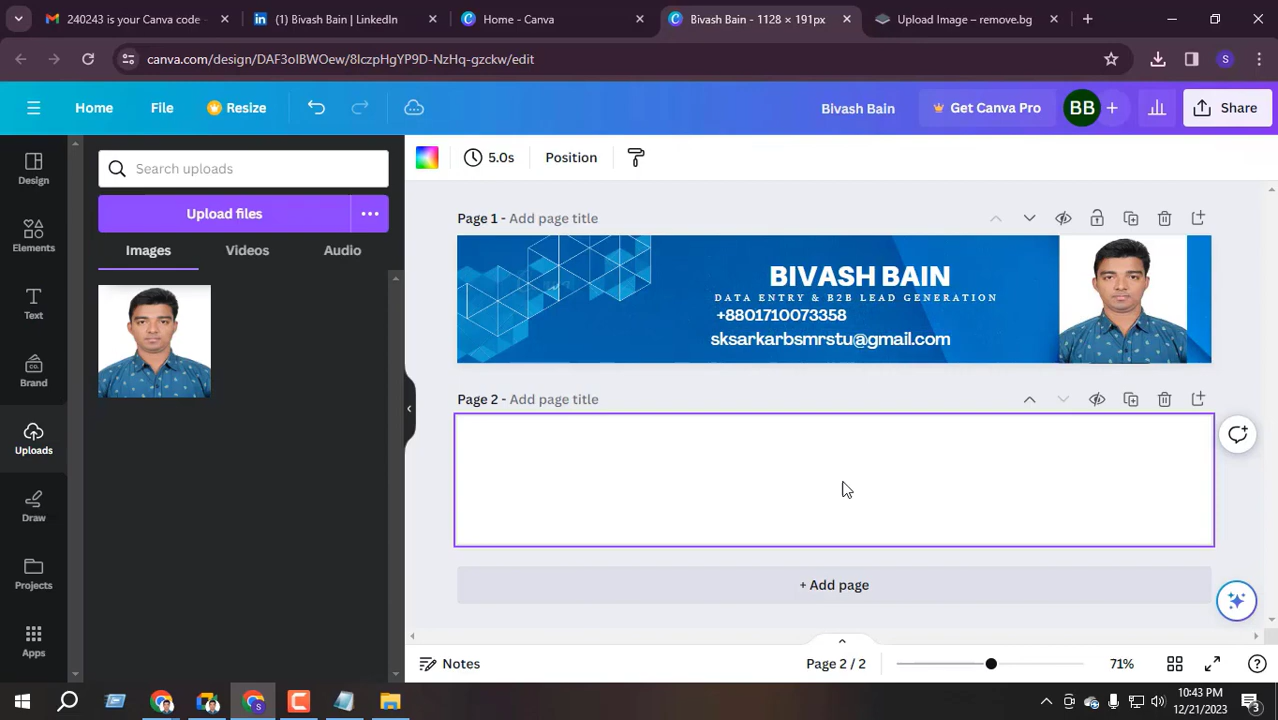 240243 is your Canva code -
(1) Bivash Bain | LinkedIn
Home - Canva
Bivash Bain - 1128 × 191px
Upload Image – remove.bg
canva.com/design/DAF3oIBWOew/8IczpHgYP9D-NzHq-gzckw/edit
S
Home
File
Resize
Bivash Bain
Get Canva Pro
BB
Share
Design
Elements
Text
Brand
Uploads
Draw
Projects
Apps
Search uploads
Upload files
Images
Videos
Audio
5.0s
Position
Page 1 - Add page title
BIVASH BAIN
DATA ENTRY & B2B LEAD GENERATION
+8801710073358
sksarkarbsmrstu@gmail.com
Page 2 - Add page title
+ Add page
Notes
Page 2 / 2
71%
10:43 PM
12/21/2023
3